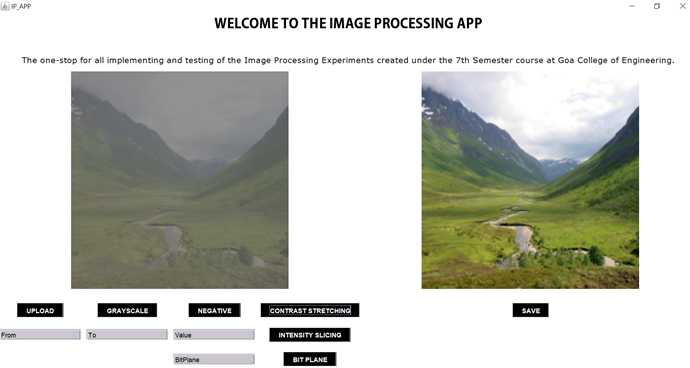 IP_APP
WELCOME TO THE IMAGE PROCESSING APP
The one-stop for all implementing and testing of the Image Processing Experiments created under the 7th Semester course at Goa College of Engineering.
UPLOAD GRAYSCALE NEGATIVE CONTRAST STRETCHING SAVE
From To Value INTENSITY SLICING
BitPlane BIT PLANE